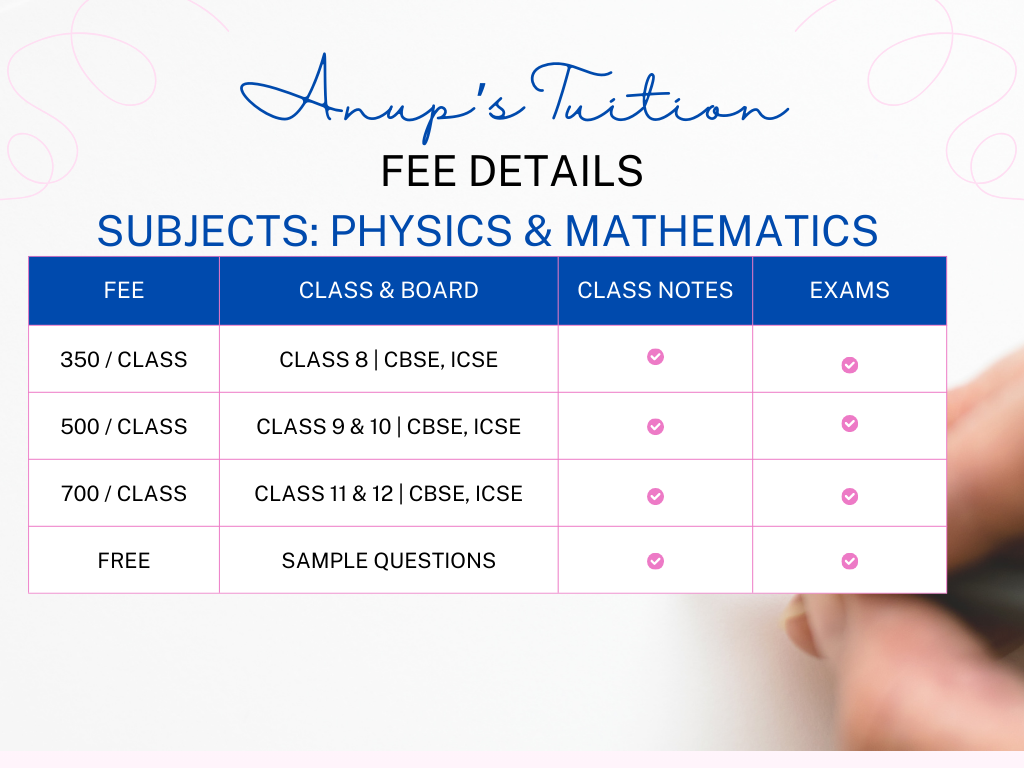 Anup's Tuition
FEE DETAILS
SUBJECTS: PHYSICS & MATHEMATICS
FEE CLASS & BOARD CLASS NOTES EXAMS
350 / CLASS CLASS 8 | CBSE, ICSE
500 / CLASS CLASS 9 & 10 | CBSE, ICSE
700 / CLASS CLASS 11 & 12 | CBSE, ICSE
FREE SAMPLE QUESTIONS